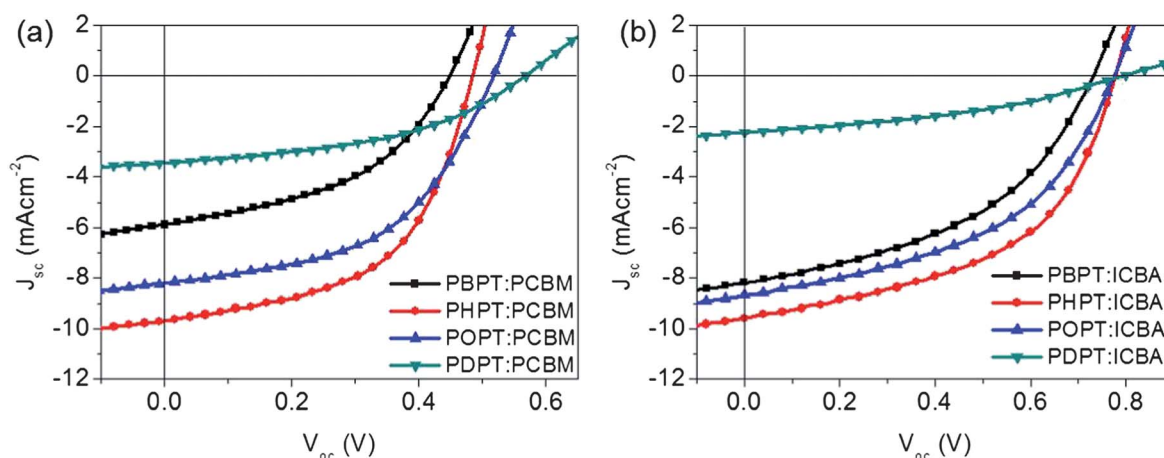 (a)
2
0
-2
-4
-6
-8
-10
-12
J_sc (mAcm⁻²)
PBPT:PCBM
PHPT:PCBM
POPT:PCBM
PDPT:PCBM
0.0 0.2 0.4 0.6
V_oc (V)
(b)
2
0
-2
-4
-6
-8
-10
-12
J_sc (mAcm⁻²)
PBPT:ICBA
PHPT:ICBA
POPT:ICBA
PDPT:ICBA
0.0 0.2 0.4 0.6 0.8
V_oc (V)